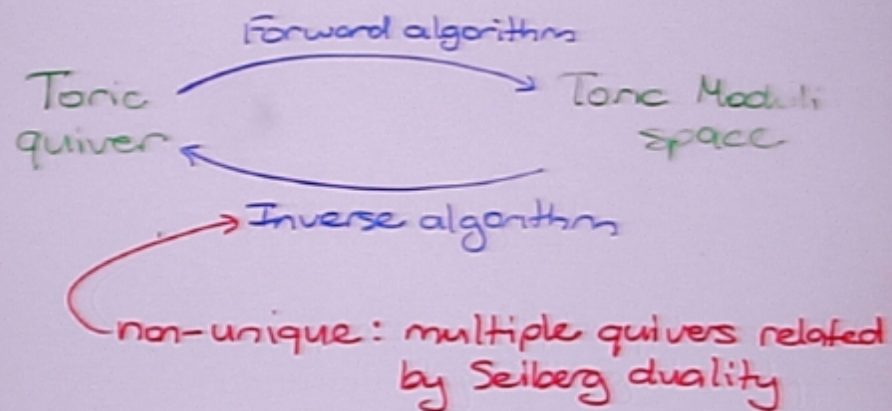 Forward algorithm
Toric Toric Moduli
quiver space
Inverse algorithm
non-unique: multiple quivers related
by Seiberg duality